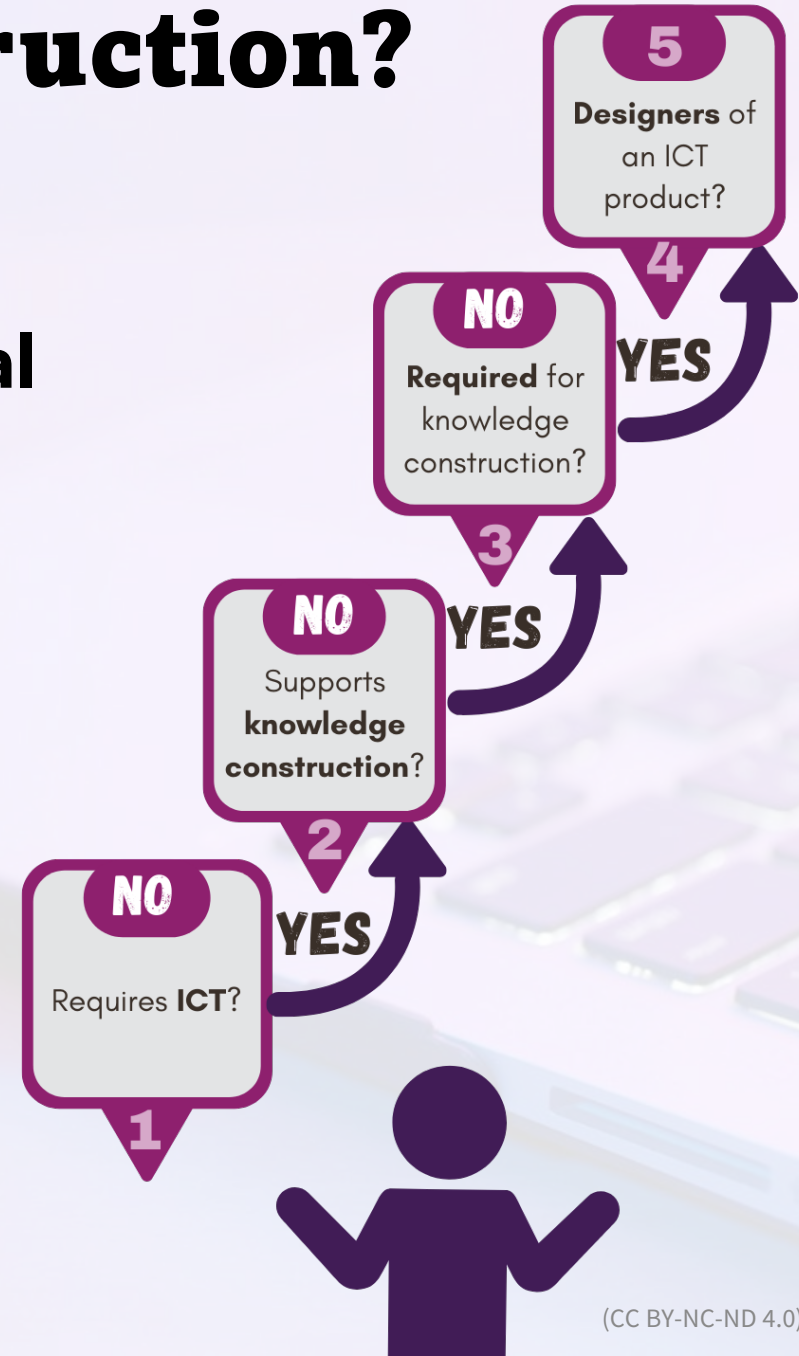 ruction?
al
5
Designers of
an ICT
product?
4
NO
Required for
knowledge
construction?
YES
3
NO
Supports
knowledge
construction?
YES
2
NO
Requires ICT?
YES
1
(CC BY-NC-ND 4.0)